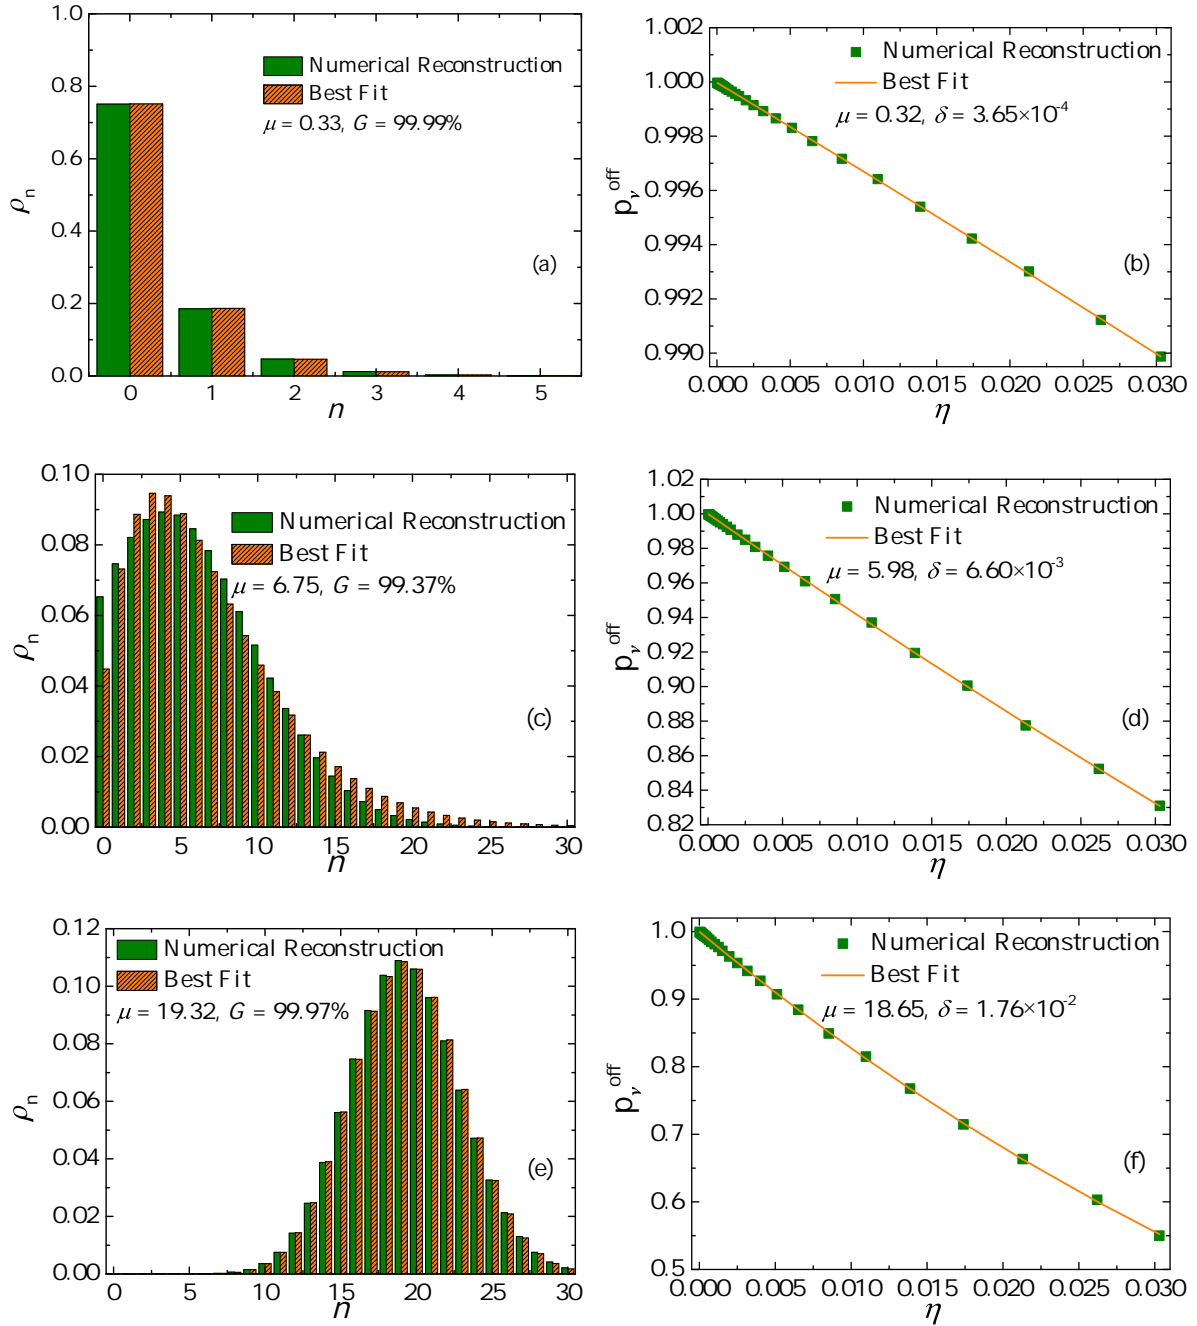 1.0
0.8
0.6
0.4
0.2
0.0
ρn
Numerical Reconstruction
Best Fit
μ = 0.33, G = 99.99%
(a)
0 1 2 3 4 5
n
1.002
1.000
0.998
0.996
0.994
0.992
0.990
pνoff
Numerical Reconstruction
Best Fit
μ = 0.32, δ = 3.65×10-4
(b)
0.000 0.005 0.010 0.015 0.020 0.025 0.030
η
0.10
0.08
0.06
0.04
0.02
0.00
ρn
Numerical Reconstruction
Best Fit
μ = 6.75, G = 99.37%
(c)
0 5 10 15 20 25 30
n
1.02
1.00
0.98
0.96
0.94
0.92
0.90
0.88
0.86
0.84
0.82
pνoff
Numerical Reconstruction
Best Fit
μ = 5.98, δ = 6.60×10-3
(d)
0.000 0.005 0.010 0.015 0.020 0.025 0.030
η
0.12
0.10
0.08
0.06
0.04
0.02
0.00
ρn
Numerical Reconstruction
Best Fit
μ = 19.32, G = 99.97%
(e)
0 5 10 15 20 25 30
n
1.0
0.9
0.8
0.7
0.6
0.5
pνoff
Numerical Reconstruction
Best Fit
μ = 18.65, δ = 1.76×10-2
(f)
0.000 0.005 0.010 0.015 0.020 0.025 0.030
η